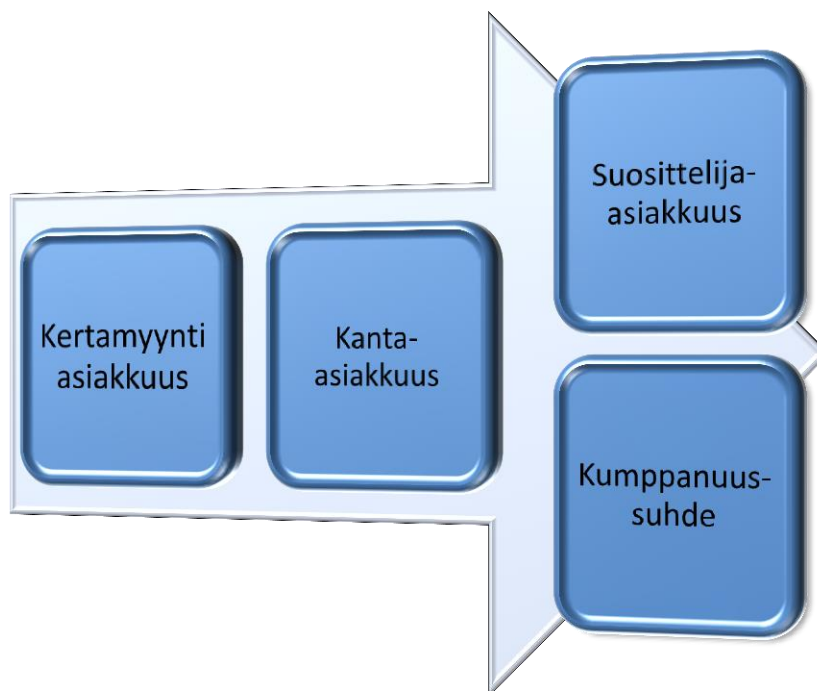 Kertamyynti
asiakkuus
Kanta-
asiakkuus
Suosittelija-
asiakkuus
Kumppanuus-
suhde